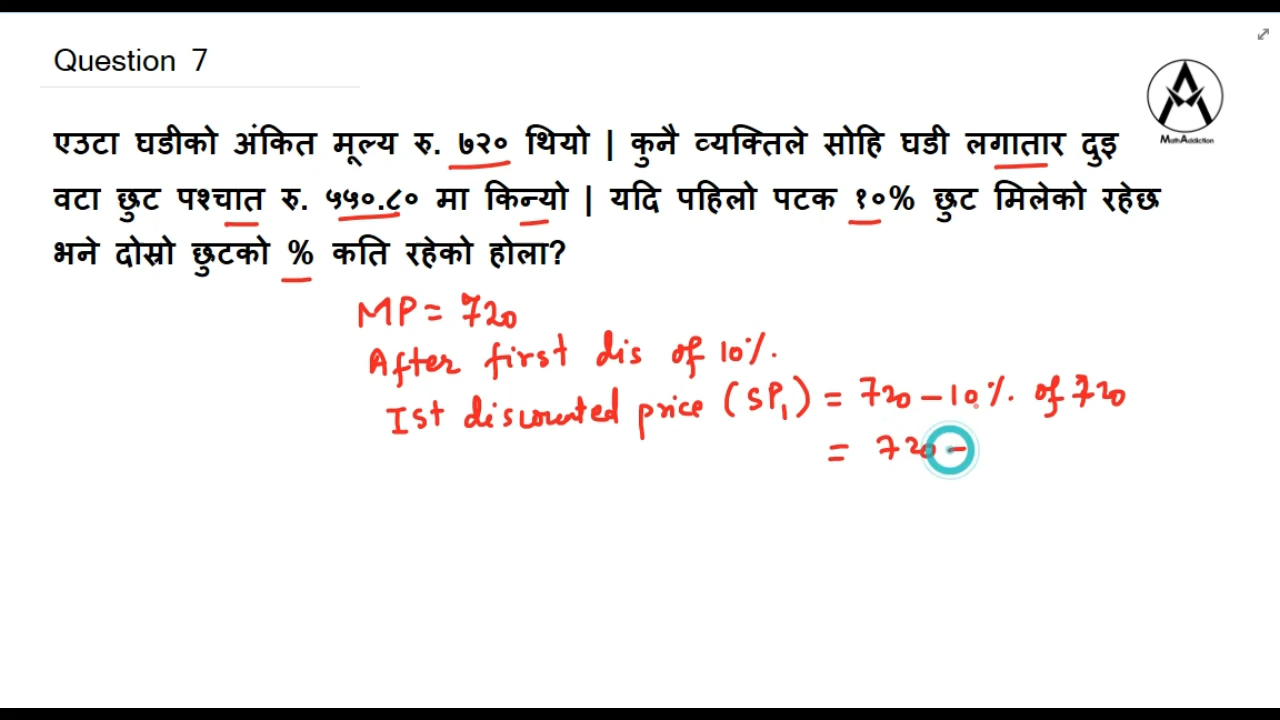 Question 7
एउटा घडीको अंकित मूल्य रु. ७२० थियो | कुनै व्यक्तिले सोहि घडी लगातार दुइ
वटा छुट पश्चात रु. ५५०.८० मा किन्यो | यदि पहिलो पटक १०% छुट मिलेको रहेछ
भने दोस्रो छुटको % कति रहेको होला?
MathAddiction
MP = 720
After first dis of 10%.
Ist discounted price (SP₁) = 720 - 10% of 720
= 720 -